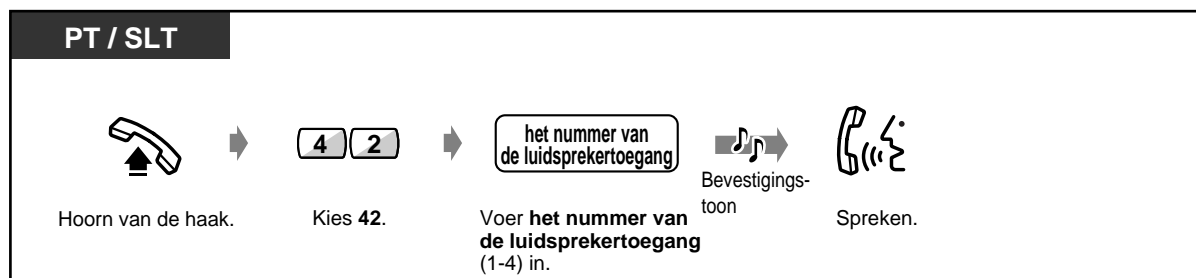 PT / SLT
4 2
het nummer van
de luidsprekertoegang
Bevestigings-
toon
Hoorn van de haak.
Kies 42.
Voer het nummer van
de luidsprekertoegang
(1-4) in.
Spreken.